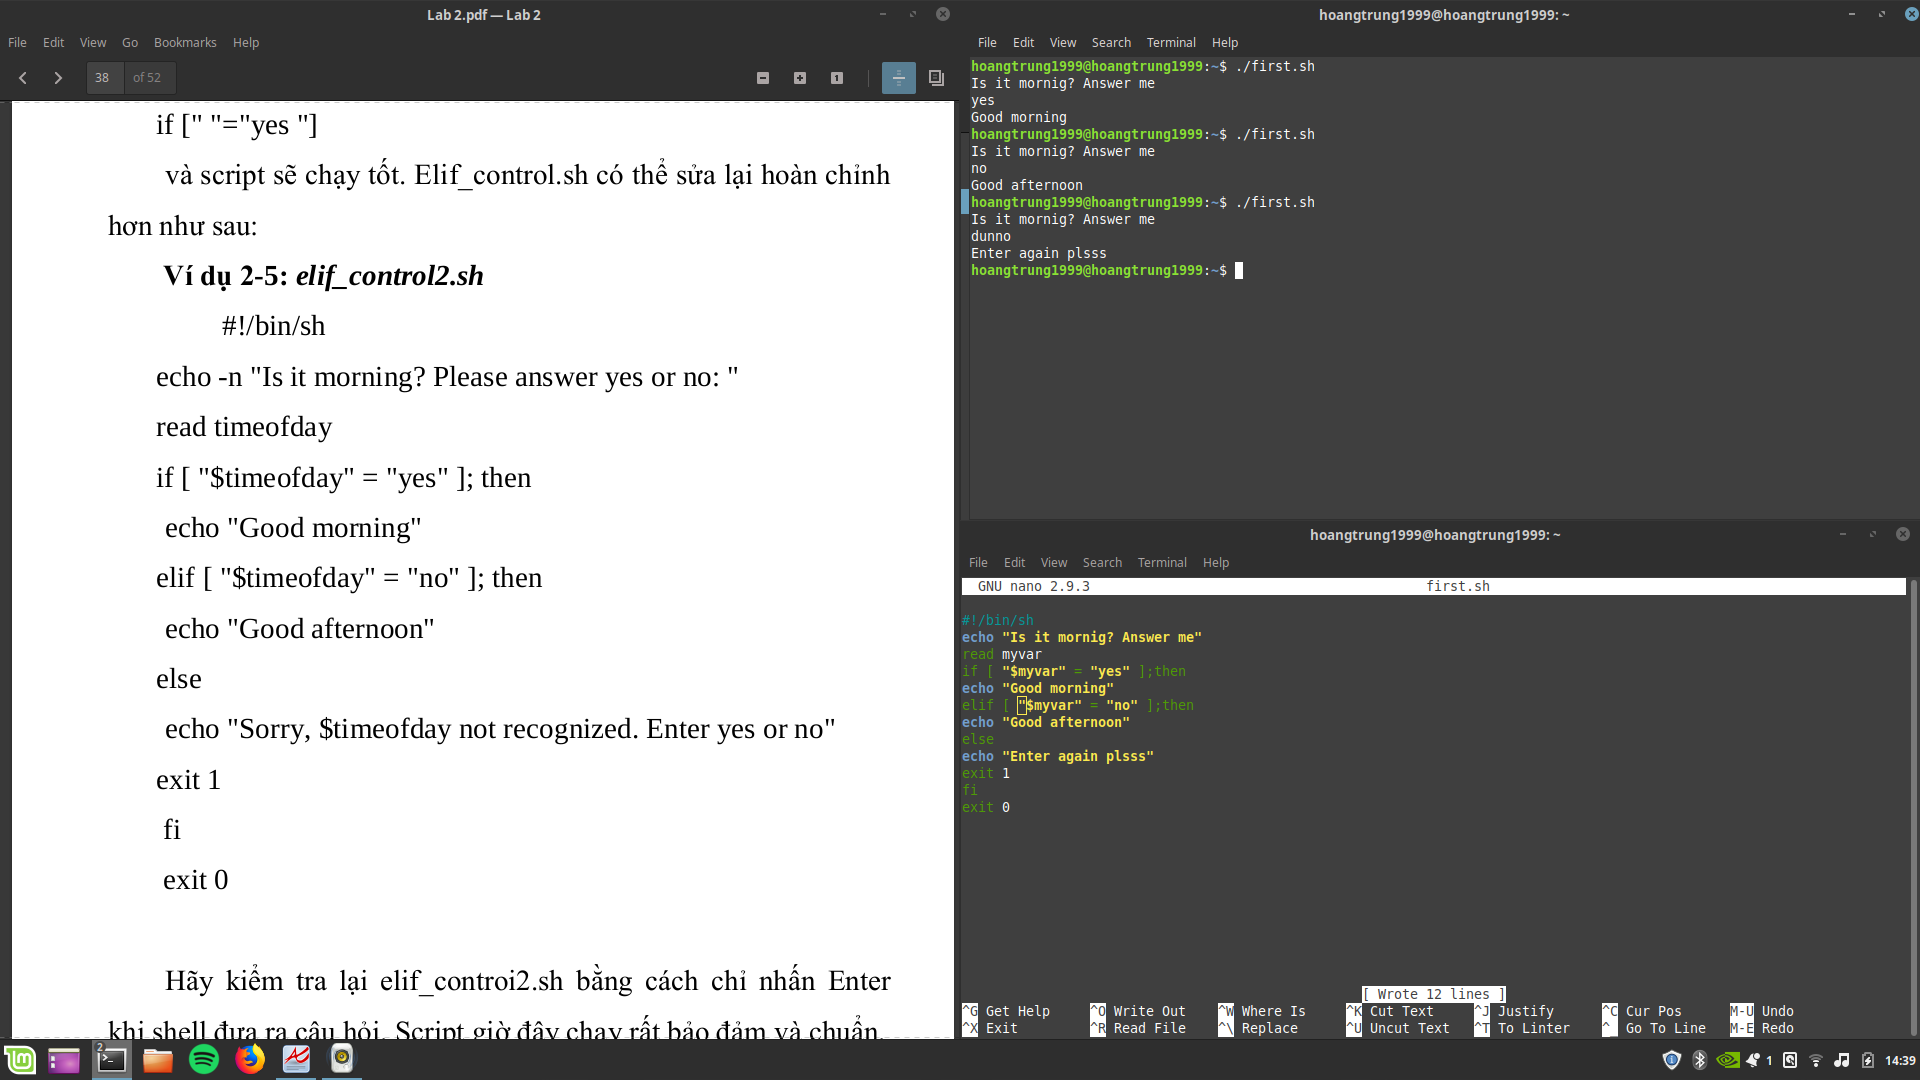 Lab 2.pdf — Lab 2
File Edit View Go Bookmarks Help
38 of 52
if [" "="yes "]
và script sẽ chạy tốt. Elif_control.sh có thể sửa lại hoàn chỉnh
hơn như sau:
Ví dụ 2-5: elif_control2.sh
#!/bin/sh
echo -n "Is it morning? Please answer yes or no: "
read timeofday
if [ "$timeofday" = "yes" ]; then
echo "Good morning"
elif [ "$timeofday" = "no" ]; then
echo "Good afternoon"
else
echo "Sorry, $timeofday not recognized. Enter yes or no"
exit 1
fi
exit 0
Hãy kiểm tra lại elif_controi2.sh bằng cách chỉ nhấn Enter
khi shell đưa ra câu hỏi. Script giờ đây chạy rất bảo đảm và chuẩn.
hoangtrung1999@hoangtrung1999: ~
File Edit View Search Terminal Help
hoangtrung1999@hoangtrung1999:~$ ./first.sh
Is it mornig? Answer me
yes
Good morning
hoangtrung1999@hoangtrung1999:~$ ./first.sh
Is it mornig? Answer me
no
Good afternoon
hoangtrung1999@hoangtrung1999:~$ ./first.sh
Is it mornig? Answer me
dunno
Enter again plsss
hoangtrung1999@hoangtrung1999:~$
hoangtrung1999@hoangtrung1999: ~
File Edit View Search Terminal Help
GNU nano 2.9.3 first.sh
#!/bin/sh
echo "Is it mornig? Answer me"
read myvar
if [ "$myvar" = "yes" ];then
echo "Good morning"
elif [ "$myvar" = "no" ];then
echo "Good afternoon"
else
echo "Enter again plsss"
exit 1
fi
exit 0
[ Wrote 12 lines ]
^G Get Help ^O Write Out ^W Where Is ^K Cut Text ^J Justify ^C Cur Pos M-U Undo
^X Exit ^R Read File ^\ Replace ^U Uncut Text ^T To Linter ^_ Go To Line M-E Redo
2
1 14:39